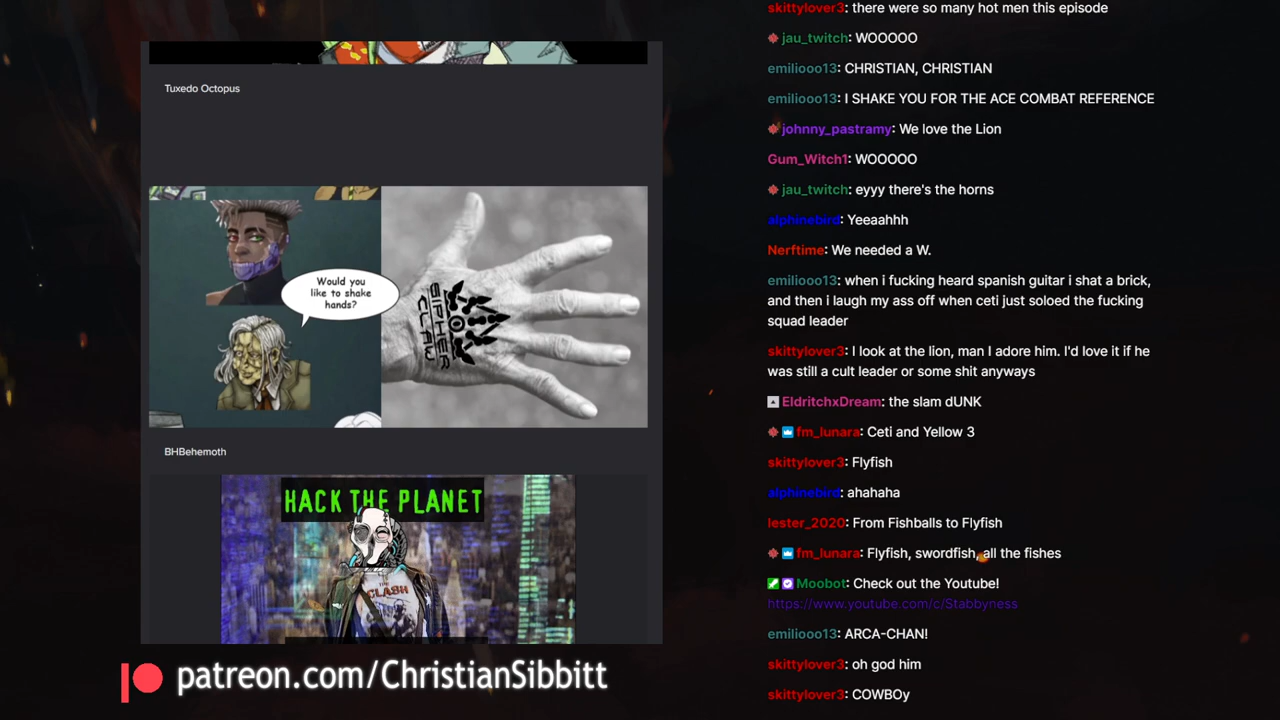 Tuxedo Octopus
Would you
like to shake
hands?
SIPHER
CLAW
BHBehemoth
HACK THE PLANET
THE
CLASH
patreon.com/ChristianSibbitt
skittylover3: there were so many hot men this episode
jau_twitch: WOOOOO
emiliooo13: CHRISTIAN, CHRISTIAN
emiliooo13: I SHAKE YOU FOR THE ACE COMBAT REFERENCE
johnny_pastramy: We love the Lion
Gum_Witch1: WOOOOO
jau_twitch: eyyy there's the horns
alphinebird: Yeeaahhh
Nerftime: We needed a W.
emiliooo13: when i fucking heard spanish guitar i shat a brick,
and then i laugh my ass off when ceti just soloed the fucking
squad leader
skittylover3: I look at the lion, man I adore him. I'd love it if he
was still a cult leader or some shit anyways
EldritchxDream: the slam dUNK
fm_lunara: Ceti and Yellow 3
skittylover3: Flyfish
alphinebird: ahahaha
lester_2020: From Fishballs to Flyfish
fm_lunara: Flyfish, swordfish, all the fishes
Moobot: Check out the Youtube!
https://www.youtube.com/c/Stabbyness
emiliooo13: ARCA-CHAN!
skittylover3: oh god him
skittylover3: COWBOy